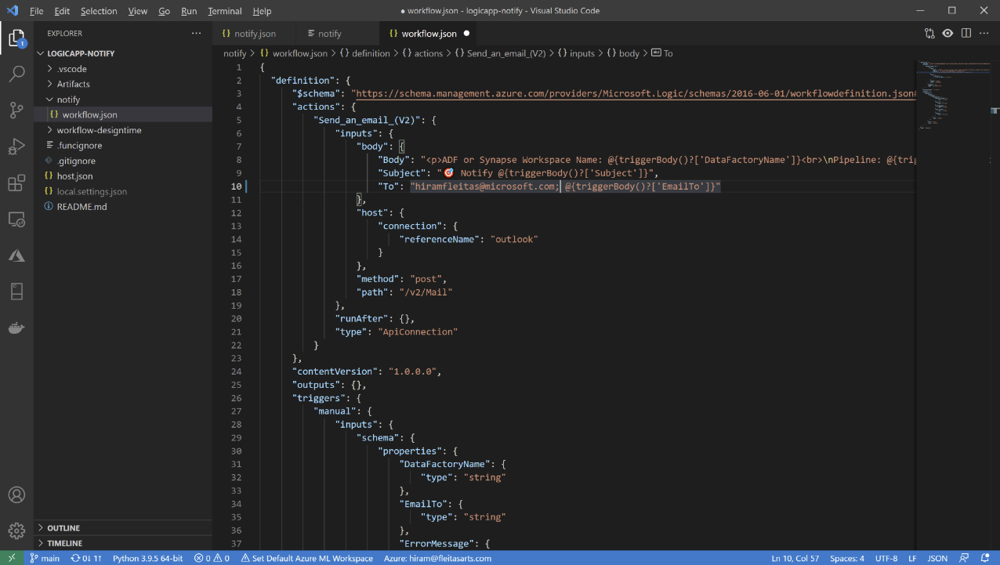 File Edit Selection View Go Run Terminal Help
● workflow.json - logicapp-notify - Visual Studio Code
EXPLORER ...
LOGICAPP-NOTIFY
.vscode
Artifacts
notify
{} workflow.json
workflow-designtime
.funcignore
.gitignore
{} host.json
{} local.settings.json
README.md
OUTLINE
TIMELINE
1
{} notify.json notify {} workflow.json ●
notify > {} workflow.json > {} definition > {} actions > {} Send_an_email_(V2) > {} inputs > {} body > abc To
1 {
2 "definition": {
3 "$schema": "https://schema.management.azure.com/providers/Microsoft.Logic/schemas/2016-06-01/workflowdefinition.json#
4 "actions": {
5 "Send_an_email_(V2)": {
6 "inputs": {
7 "body": {
8 "Body": "<p>ADF or Synapse Workspace Name: @{triggerBody()?['DataFactoryName']}<br>\nPipeline: @{trig
9 "Subject": "🎯 Notify @{triggerBody()?['Subject']}",
10 "To": "hiramfleitas@microsoft.com; @{triggerBody()?['EmailTo']}"
11 },
12 "host": {
13 "connection": {
14 "referenceName": "outlook"
15 }
16 },
17 "method": "post",
18 "path": "/v2/Mail"
19 },
20 "runAfter": {},
21 "type": "ApiConnection"
22 }
23 },
24 "contentVersion": "1.0.0.0",
25 "outputs": {},
26 "triggers": {
27 "manual": {
28 "inputs": {
29 "schema": {
30 "properties": {
31 "DataFactoryName": {
32 "type": "string"
33 },
34 "EmailTo": {
35 "type": "string"
36 },
37 "ErrorMessage": {
main 0↓ 1↑ Python 3.9.5 64-bit 0 0 Set Default Azure ML Workspace Azure: hiram@fleitasarts.com Ln 10, Col 57 Spaces: 4 UTF-8 LF JSON